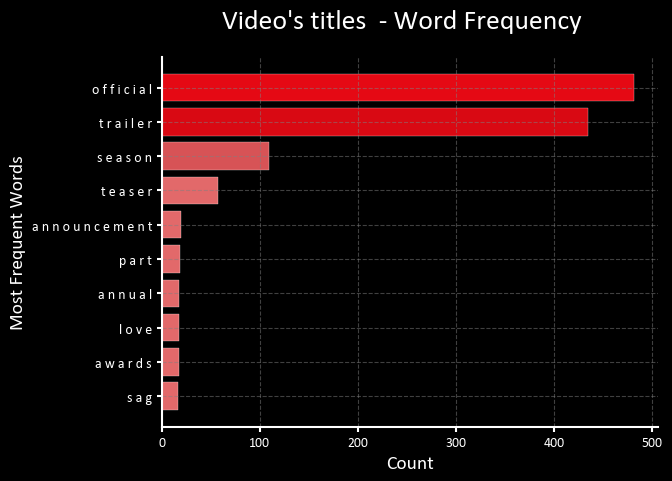 Video's titles  - Word Frequency
Most Frequent Words
official
trailer
season
teaser
announcement
part
annual
love
awards
sag
0 100 200 300 400 500
Count